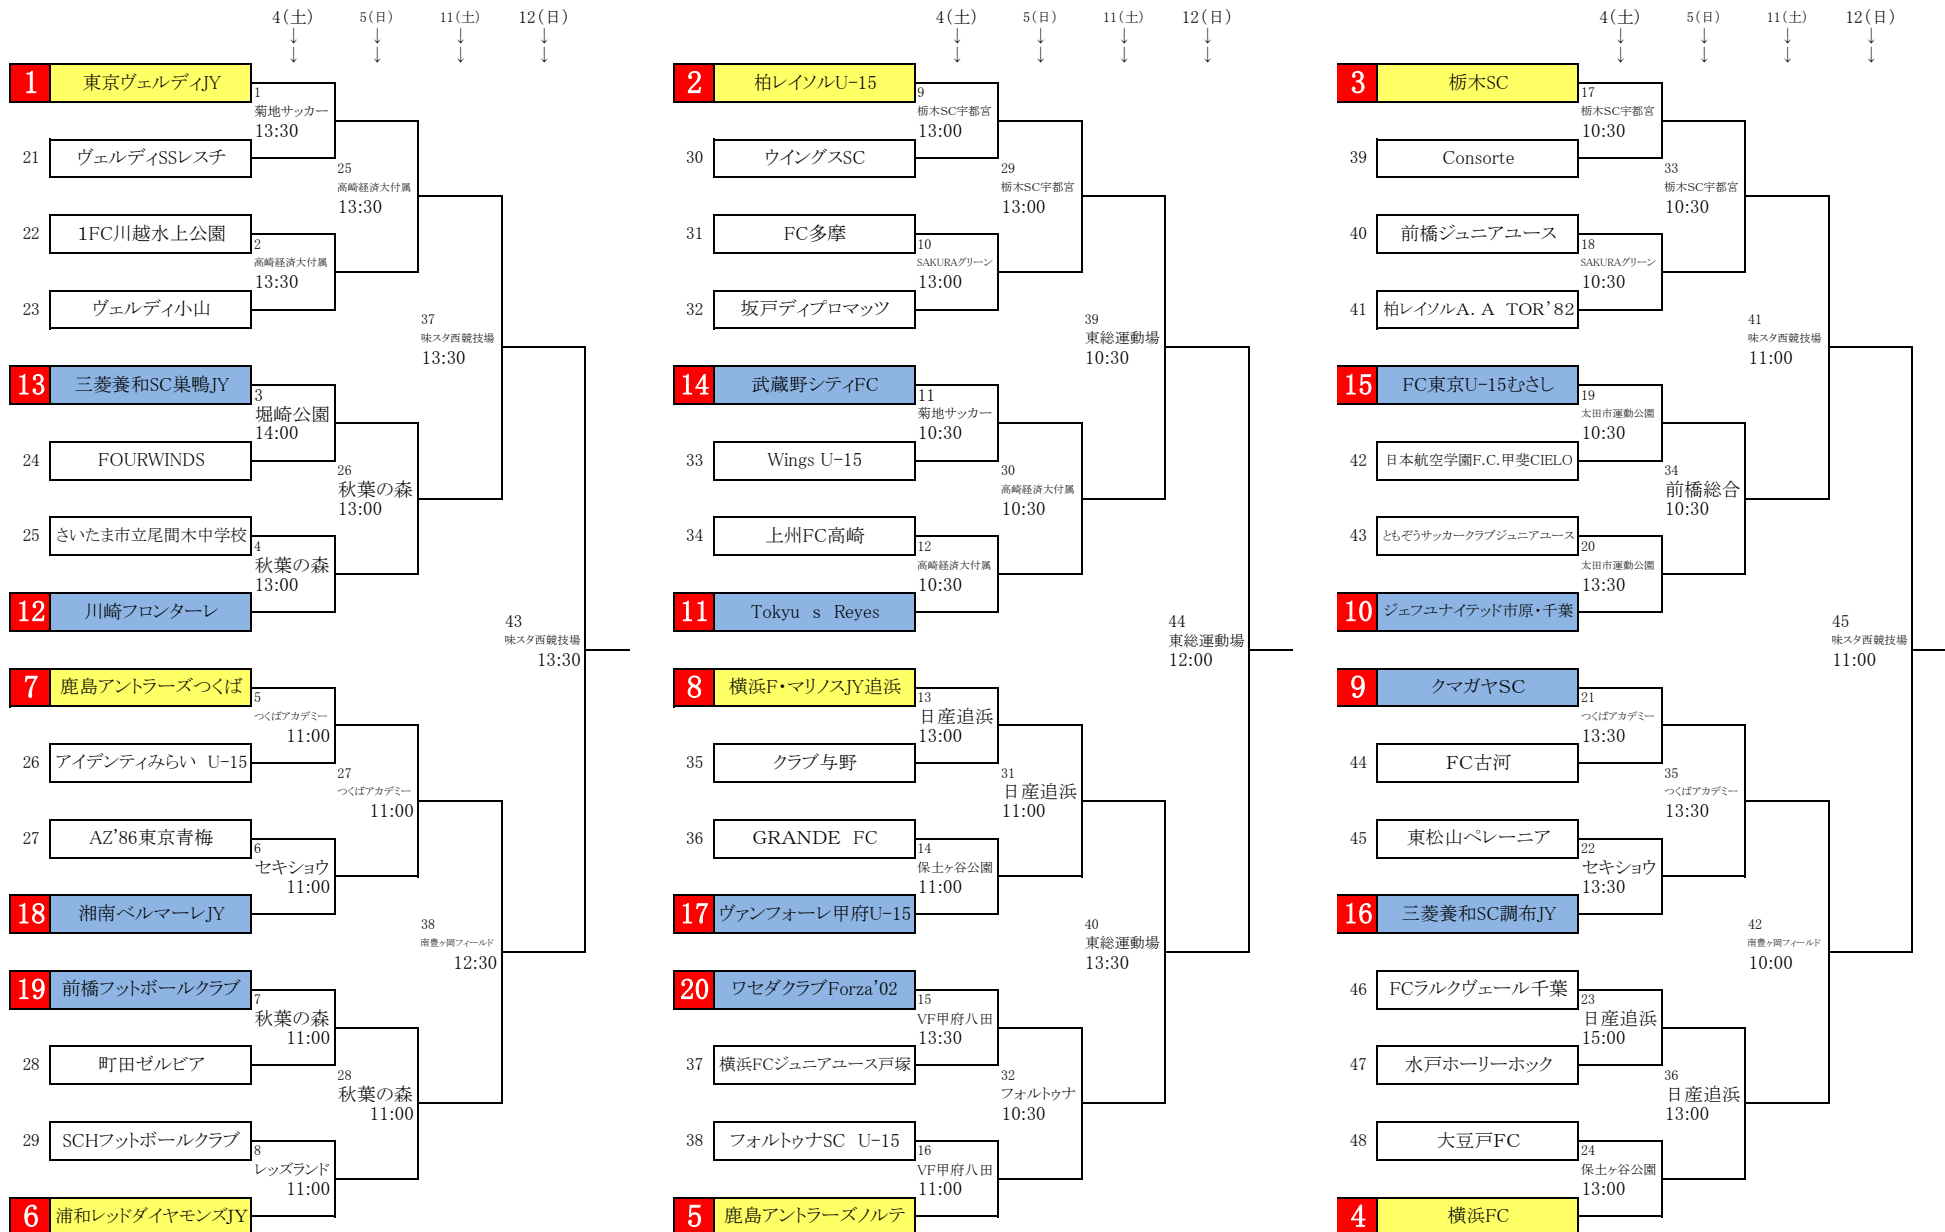 4(土) 5(日) 11(土) 12(日)
↓ ↓ ↓ ↓
↓ ↓ ↓ ↓
1 東京ヴェルディJY
1
菊地サッカー
13:30
21 ヴェルディSSレスチ
25
高崎経済大付属
13:30
22 1FC川越水上公園
2
高崎経済大付属
13:30
23 ヴェルディ小山
37
味スタ西競技場
13:30
13 三菱養和SC巣鴨JY
3
堀崎公園
14:00
24 FOURWINDS
26
秋葉の森
13:00
25 さいたま市立尾間木中学校
4
秋葉の森
13:00
12 川崎フロンターレ
43
味スタ西競技場
13:30
7 鹿島アントラーズつくば
5
つくばアカデミー
11:00
26 アイデンティみらい U-15
27
つくばアカデミー
11:00
27 AZ'86東京青梅
6
セキショウ
11:00
18 湘南ベルマーレJY
38
南豊ヶ岡フィールド
12:30
19 前橋フットボールクラブ
7
秋葉の森
11:00
28 町田ゼルビア
28
秋葉の森
11:00
29 SCHフットボールクラブ
8
レッズランド
11:00
6 浦和レッドダイヤモンズJY
4(土) 5(日) 11(土) 12(日)
↓ ↓ ↓ ↓
↓ ↓ ↓ ↓
2 柏レイソルU-15
9
栃木SC宇都宮
13:00
30 ウイングスSC
29
栃木SC宇都宮
13:00
31 FC多摩
10
SAKURAグリーン
13:00
32 坂戸ディプロマッツ
39
東総運動場
10:30
14 武蔵野シティFC
11
菊地サッカー
10:30
33 Wings U-15
30
高崎経済大付属
10:30
34 上州FC高崎
12
高崎経済大付属
10:30
11 Tokyu s Reyes
44
東総運動場
12:00
8 横浜F・マリノスJY追浜
13
日産追浜
13:00
35 クラブ与野
31
日産追浜
11:00
36 GRANDE FC
14
保土ヶ谷公園
11:00
17 ヴァンフォーレ甲府U-15
40
東総運動場
13:30
20 ワセダクラブForza'02
15
VF甲府八田
13:30
37 横浜FCジュニアユース戸塚
32
フォルトゥナ
10:30
38 フォルトゥナSC U-15
16
VF甲府八田
11:00
5 鹿島アントラーズノルテ
4(土) 5(日) 11(土) 12(日)
↓ ↓ ↓ ↓
↓ ↓ ↓ ↓
3 栃木SC
17
栃木SC宇都宮
10:30
39 Consorte
33
栃木SC宇都宮
10:30
40 前橋ジュニアユース
18
SAKURAグリーン
10:30
41 柏レイソルA.A TOR'82
41
味スタ西競技場
11:00
15 FC東京U-15むさし
19
太田市運動公園
10:30
42 日本航空学園F.C.甲斐CIELO
34
前橋総合
10:30
43 ともぞうサッカークラブジュニアユース
20
太田市運動公園
13:30
10 ジェフユナイテッド市原・千葉
45
味スタ西競技場
11:00
9 クマガヤSC
21
つくばアカデミー
13:30
44 FC古河
35
つくばアカデミー
13:30
45 東松山ペレーニア
22
セキショウ
13:30
16 三菱養和SC調布JY
42
南豊ヶ岡フィールド
10:00
46 FCラルクヴェール千葉
23
日産追浜
15:00
47 水戸ホーリーホック
36
日産追浜
13:00
48 大豆戸FC
24
保土ヶ谷公園
13:00
4 横浜FC